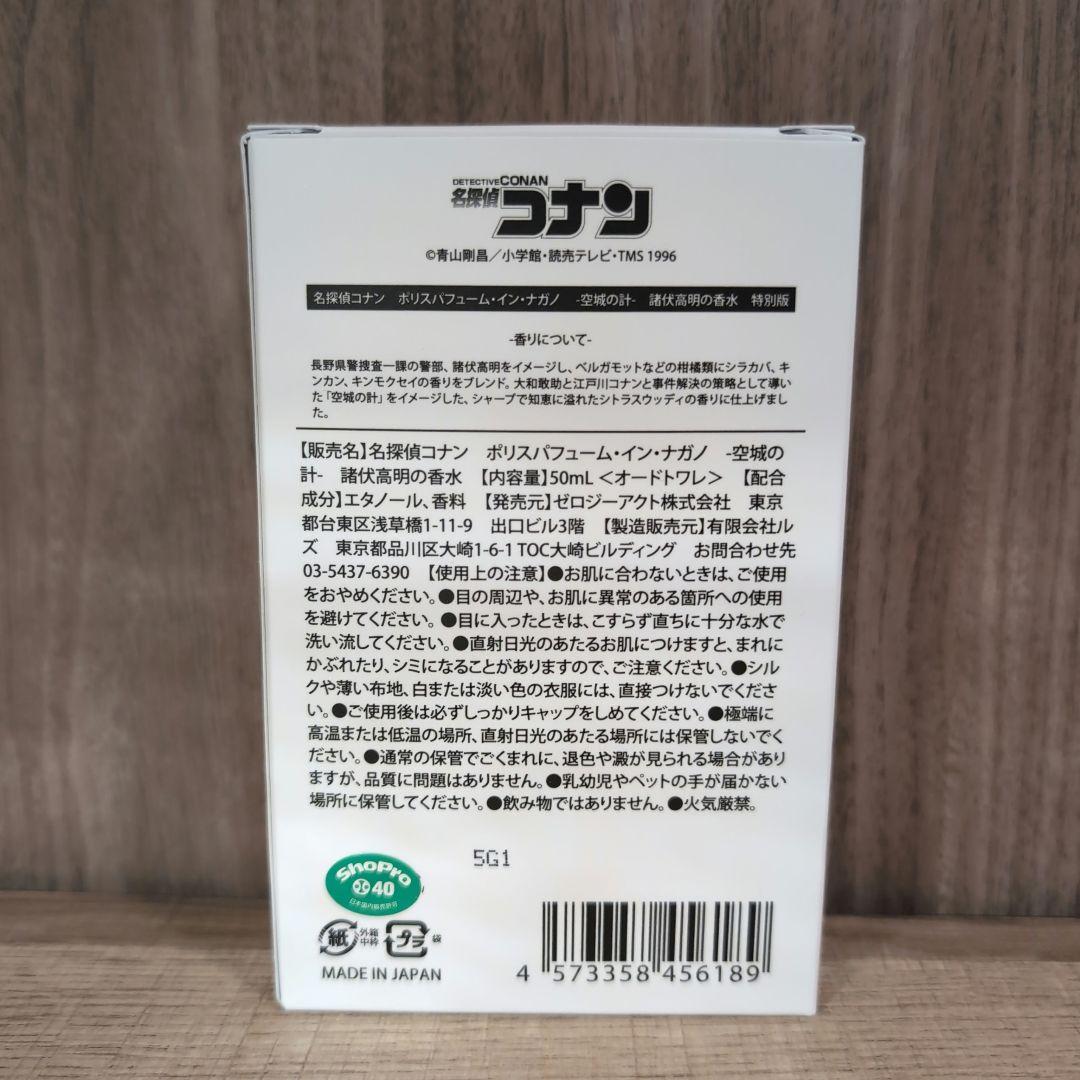 DETECTIVE CONAN
名探偵コナン
©青山剛昌/小学館・読売テレビ・TMS 1996
名探偵コナン　ポリスパフューム・イン・ナガノ　-空城の計-　諸伏高明の香水　特別版
-香りについて-
長野県警捜査一課の警部、諸伏高明をイメージし、ベルガモットなどの柑橘類にシラカバ、キ
ンカン、キンモクセイの香りをブレンド。大和敢助と江戸川コナンと事件解決の策略として導い
た「空城の計」をイメージした、シャープで知恵に溢れたシトラスウッディの香りに仕上げまし
た。
【販売名】名探偵コナン　ポリスパフューム・イン・ナガノ　-空城の
計-　諸伏高明の香水　【内容量】50mL＜オードトワレ＞　【配合
成分】エタノール、香料　【発売元】ゼロジーアクト株式会社　東京
都台東区浅草橋1-11-9　出口ビル3階　【製造販売元】有限会社ル
ズ　東京都品川区大崎1-6-1 TOC大崎ビルディング　お問合わせ先
03-5437-6390　【使用上の注意】●お肌に合わないときは、ご使用
をおやめください。●目の周辺や、お肌に異常のある箇所への使用
を避けてください。●目に入ったときは、こすらず直ちに十分な水で
洗い流してください。●直射日光のあたるお肌につけますと、まれに
かぶれたり、シミになることがありますので、ご注意ください。●シル
クや薄い布地、白または淡い色の衣服には、直接つけないでくださ
い。●ご使用後は必ずしっかりキャップをしめてください。●極端に
高温または低温の場所、直射日光のあたる場所には保管しないでく
ださい。●通常の保管でごくまれに、退色や澱が見られる場合があり
ますが、品質に問題はありません。●乳幼児やペットの手が届かない
場所に保管してください。●飲み物ではありません。●火気厳禁。
5G1
ShoPro
40
日本国内販売許可
紙 外箱
中枠
プラ 袋
MADE IN JAPAN
4 573358 456189